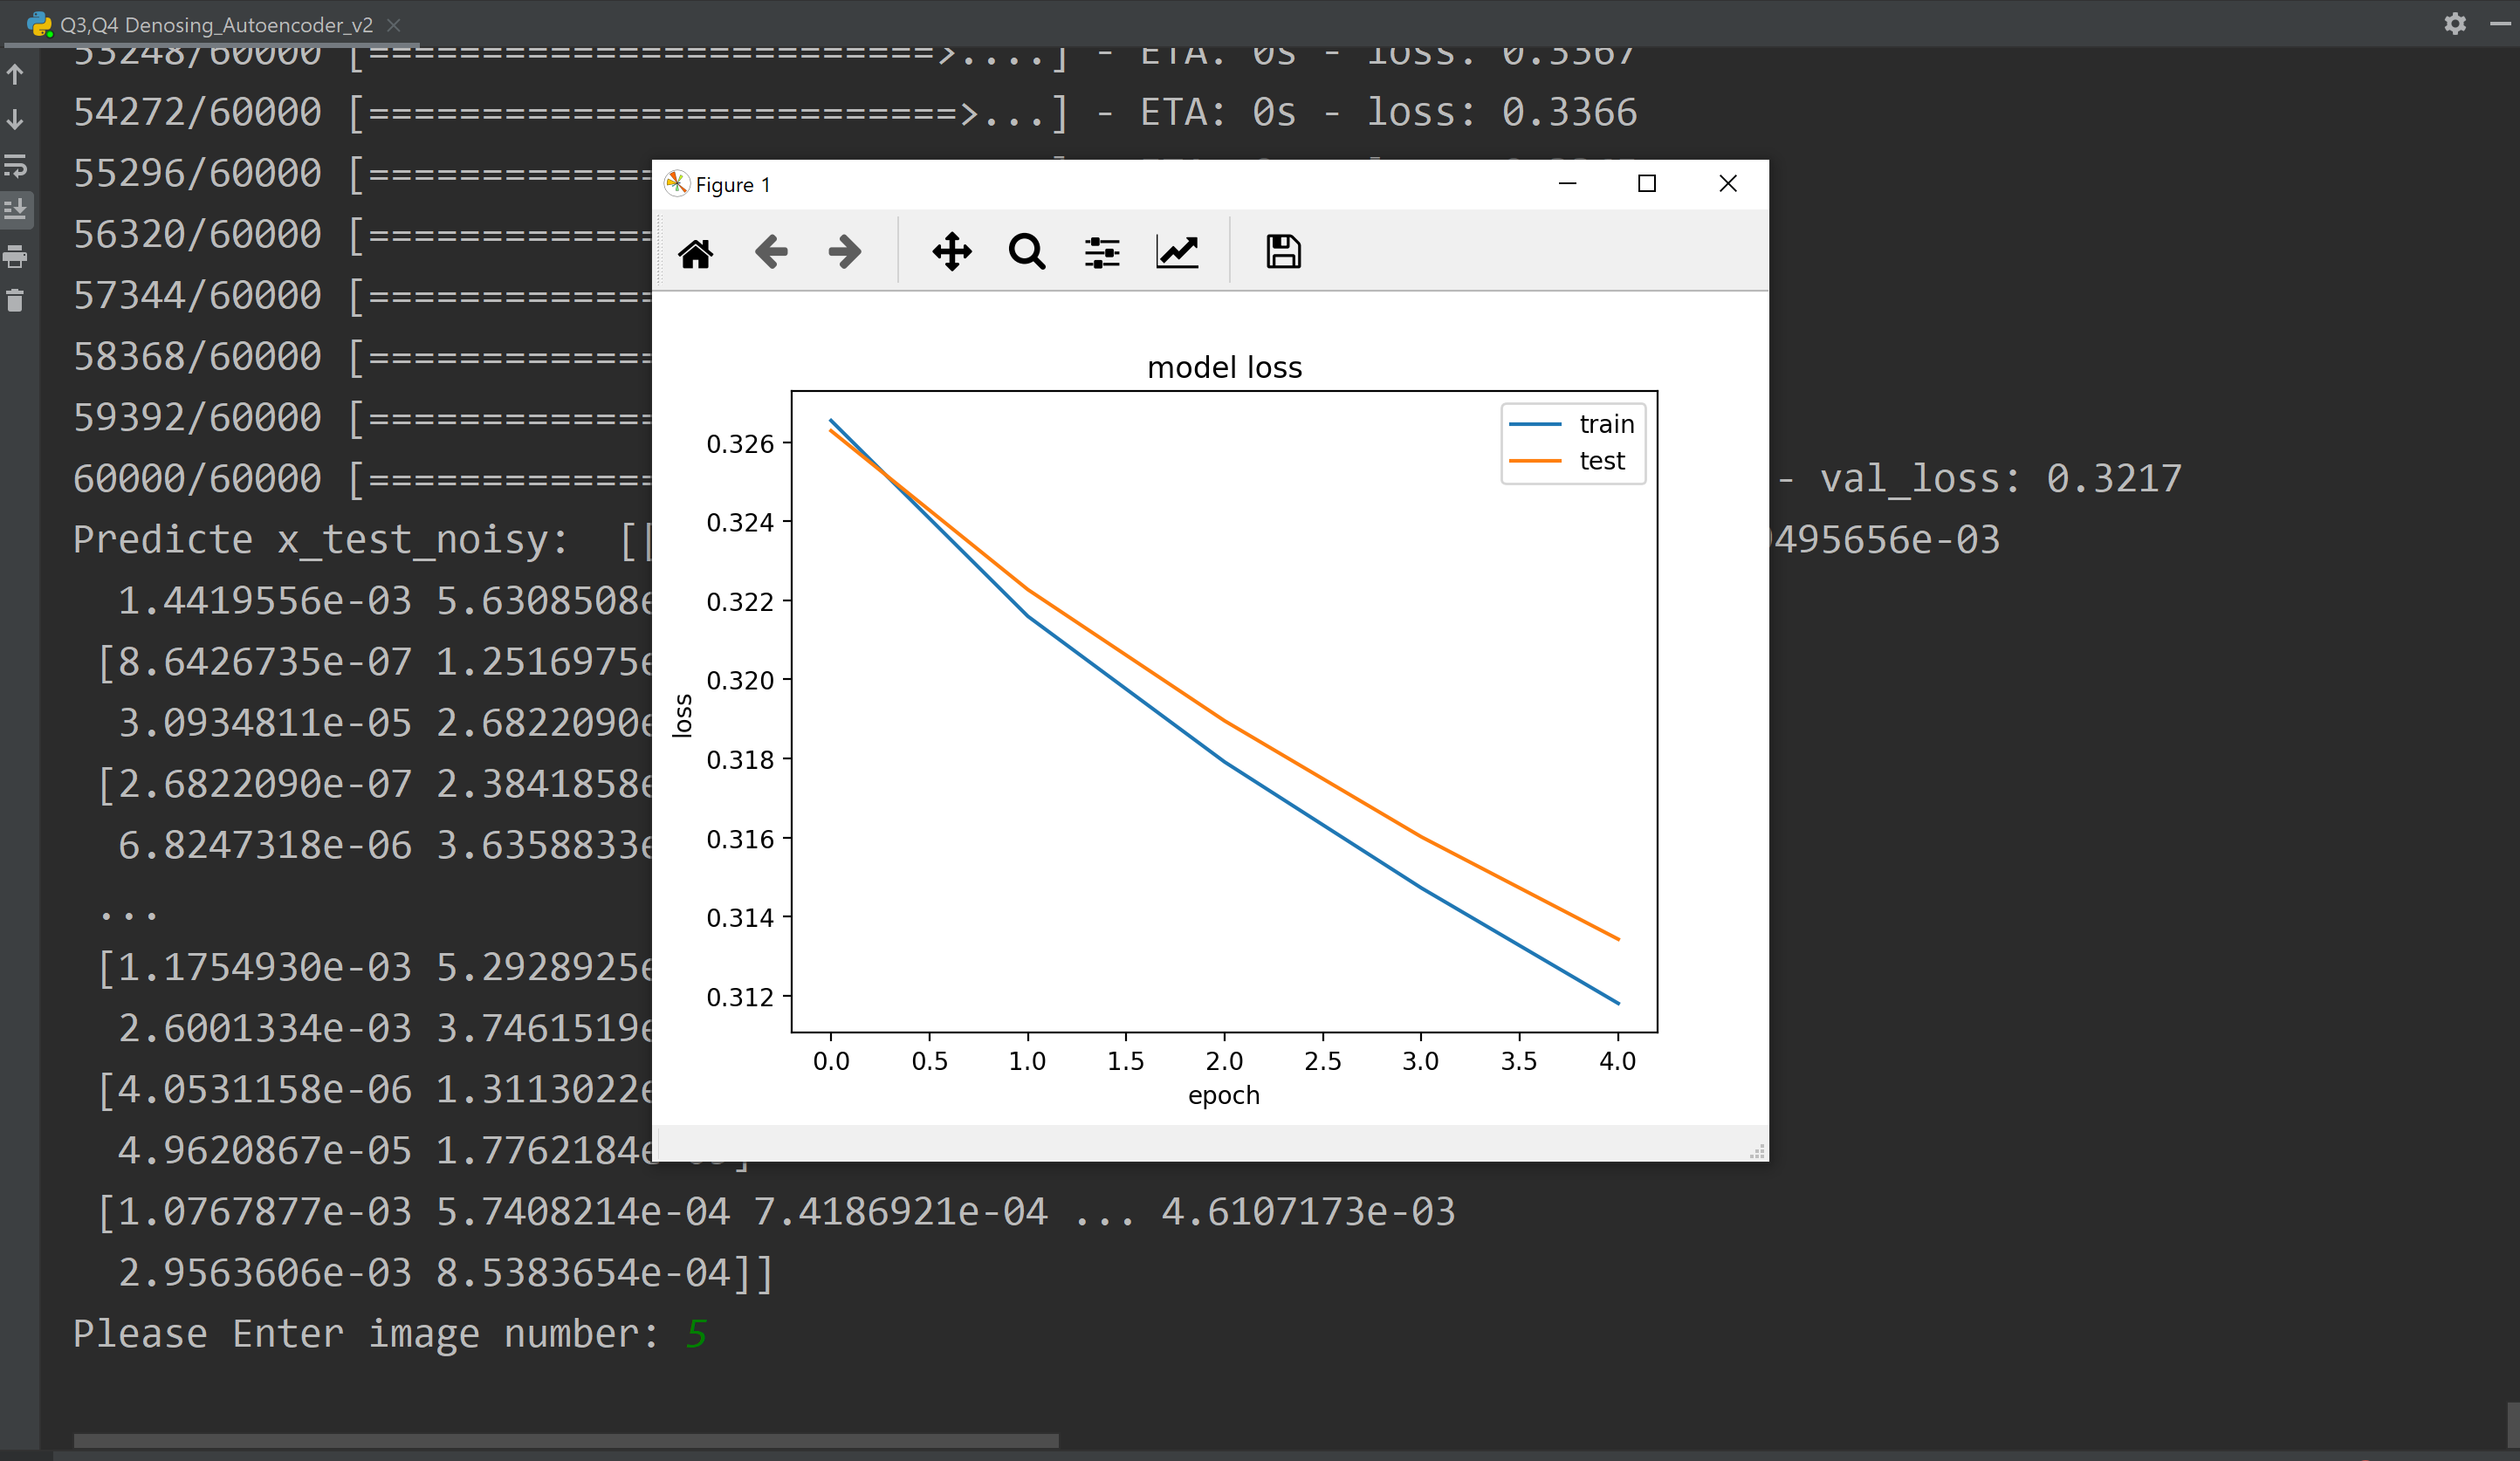 Q3,Q4 Denosing_Autoencoder_v2
53248/60000 [=========================>....] - ETA: 0s - loss: 0.3367
54272/60000 [==========================>...] - ETA: 0s - loss: 0.3366
55296/60000 [=============
56320/60000 [=============
57344/60000 [=============
58368/60000 [=============
59392/60000 [=============
60000/60000 [============= - val_loss: 0.3217
Predicte x_test_noisy: [[ 495656e-03
1.4419556e-03 5.6308508e
[8.6426735e-07 1.2516975e
3.0934811e-05 2.6822090e
[2.6822090e-07 2.3841858e
6.8247318e-06 3.6358833e
...
[1.1754930e-03 5.2928925e
2.6001334e-03 3.7461519e
[4.0531158e-06 1.3113022e
4.9620867e-05 1.7762184e
[1.0767877e-03 5.7408214e-04 7.4186921e-04 ... 4.6107173e-03
2.9563606e-03 8.5383654e-04]]
Please Enter image number: 5
Figure 1
model loss
train
test
loss
0.326
0.324
0.322
0.320
0.318
0.316
0.314
0.312
0.0 0.5 1.0 1.5 2.0 2.5 3.0 3.5 4.0
epoch